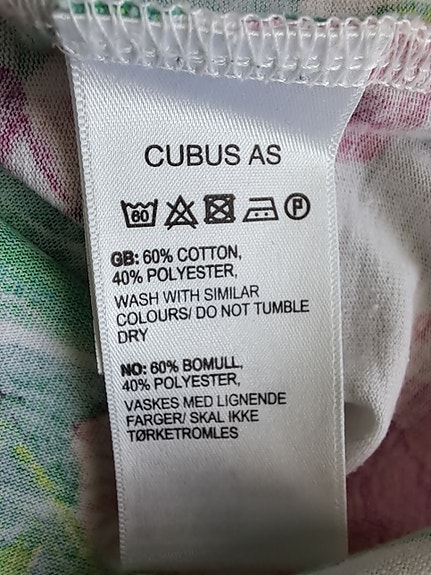 CUBUS AS
60 P
GB: 60% COTTON,
40% POLYESTER,
WASH WITH SIMILAR
COLOURS/ DO NOT TUMBLE
DRY
NO: 60% BOMULL,
40% POLYESTER,
VASKES MED LIGNENDE
FARGER/ SKAL IKKE
TØRKETROMLES